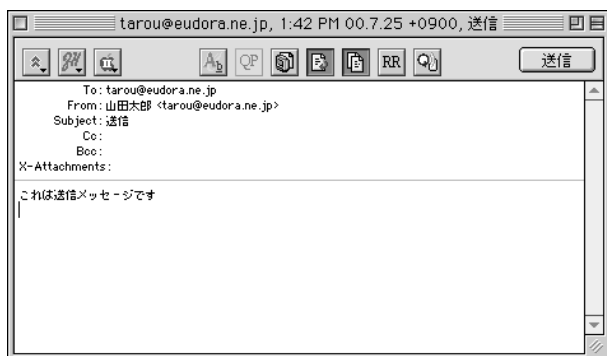 tarou@eudora.ne.jp, 1:42 PM 00.7.25 +0900, 送信
QP RR 送信
To: tarou@eudora.ne.jp
From: 山田太郎 <tarou@eudora.ne.jp>
Subject: 送信
Cc:
Bcc:
X-Attachments:
これは送信メッセージです